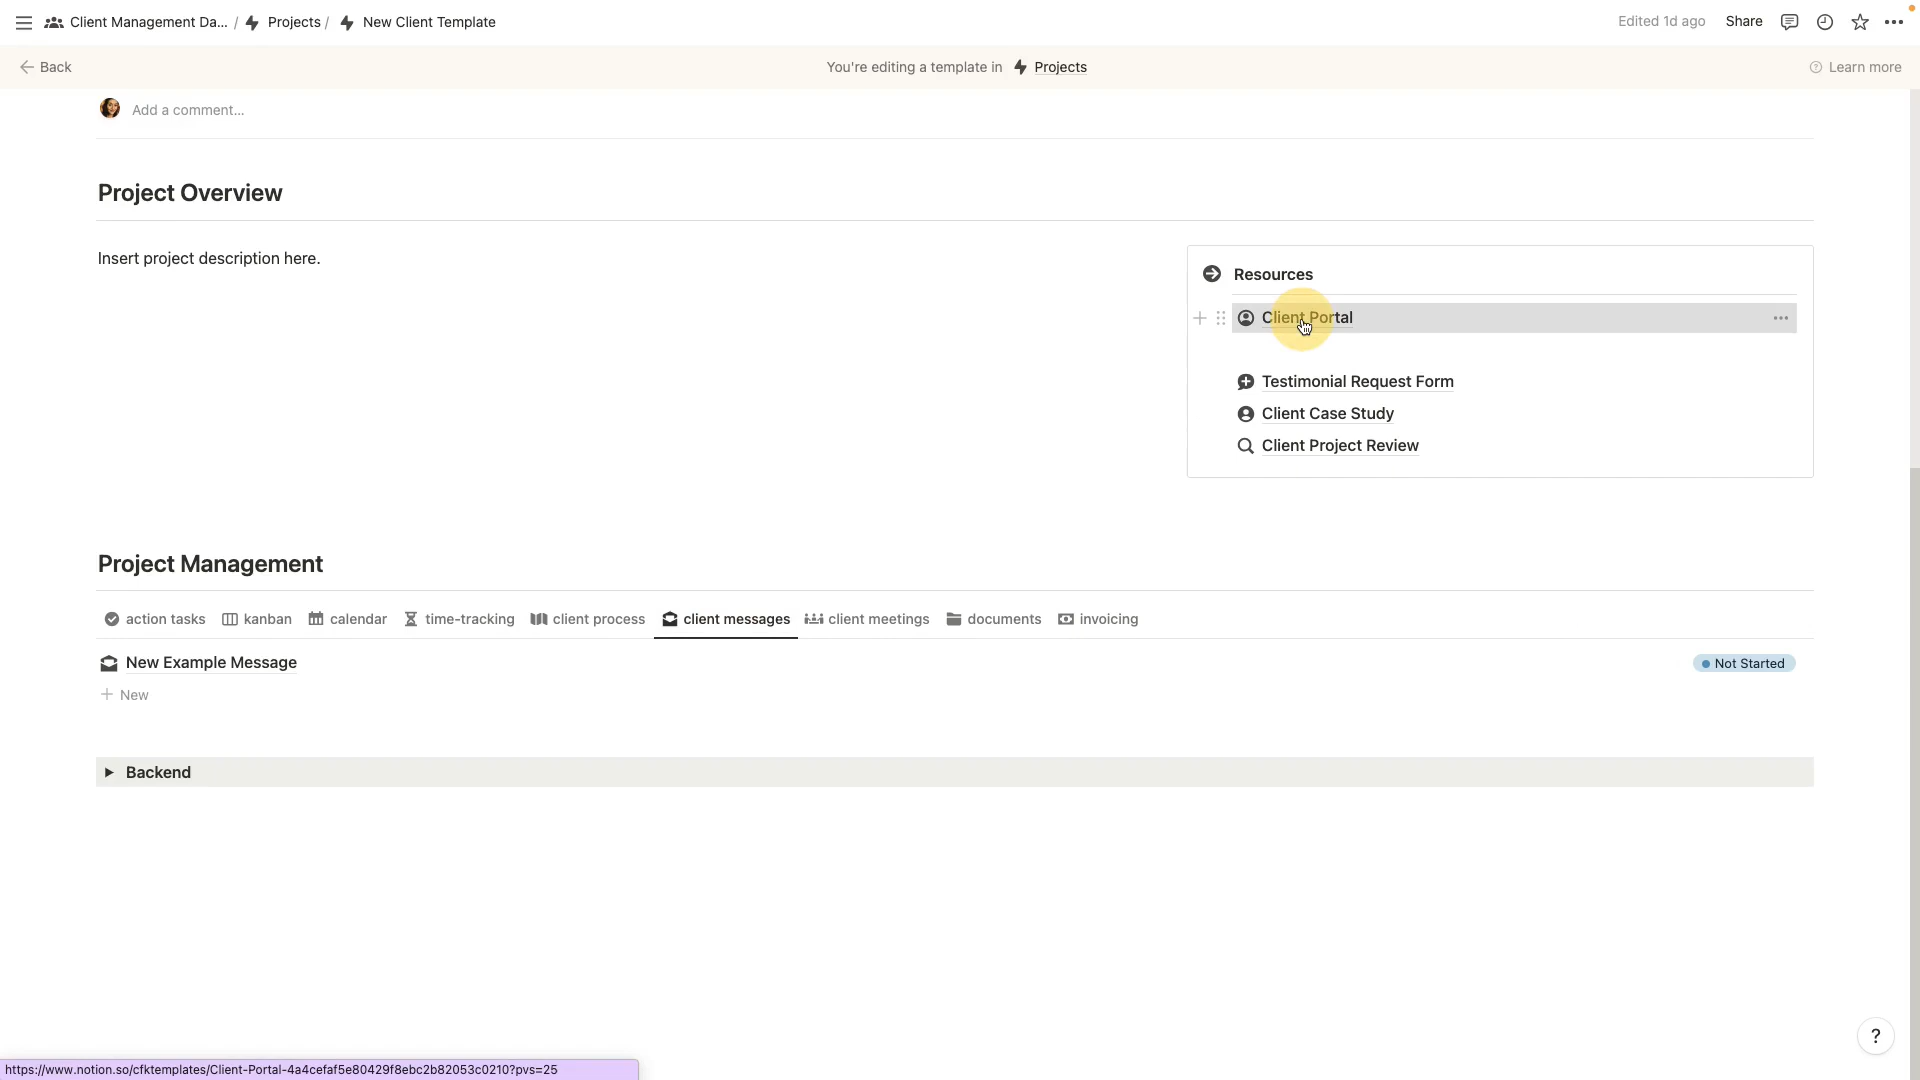 Client Management Da... / Projects / New Client Template
Edited 1d ago Share
Back
You're editing a template in Projects
Learn more
Add a comment...
Project Overview
Insert project description here.
Resources
Client Portal
Testimonial Request Form
Client Case Study
Client Project Review
Project Management
action tasks kanban calendar time-tracking client process client messages client meetings documents invoicing
New Example Message Not Started
+ New
Backend
?
https://www.notion.so/cfktemplates/Client-Portal-4a4cefaf5e80429f8ebc2b82053c0210?pvs=25